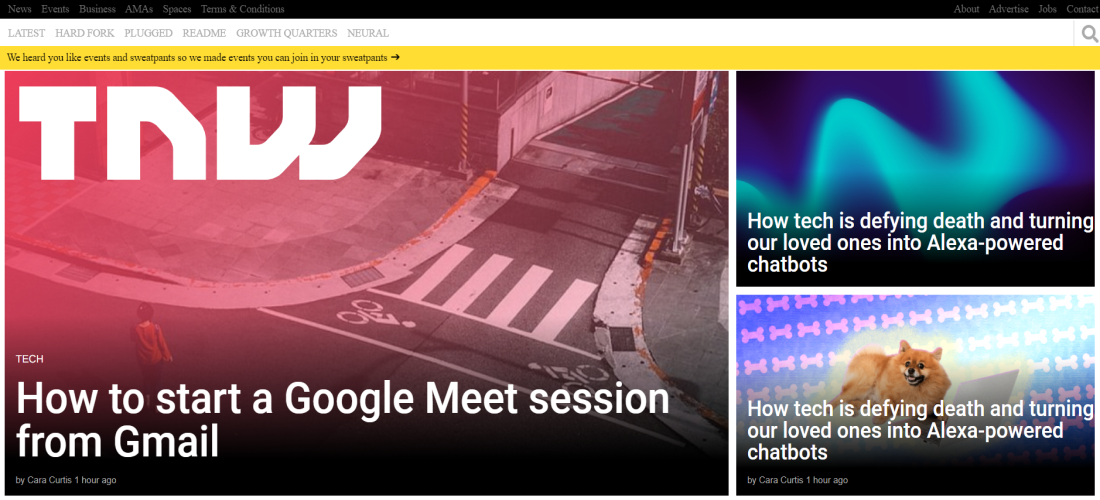 News Events Business AMAs Spaces Terms & Conditions About Advertise Jobs Contact
LATEST HARD FORK PLUGGED README GROWTH QUARTERS NEURAL
We heard you like events and sweatpants so we made events you can join in your sweatpants ➔
TNW
TECH
How to start a Google Meet session
from Gmail
by Cara Curtis 1 hour ago
How tech is defying death and turning
our loved ones into Alexa-powered
chatbots
How tech is defying death and turning
our loved ones into Alexa-powered
chatbots
by Cara Curtis 1 hour ago